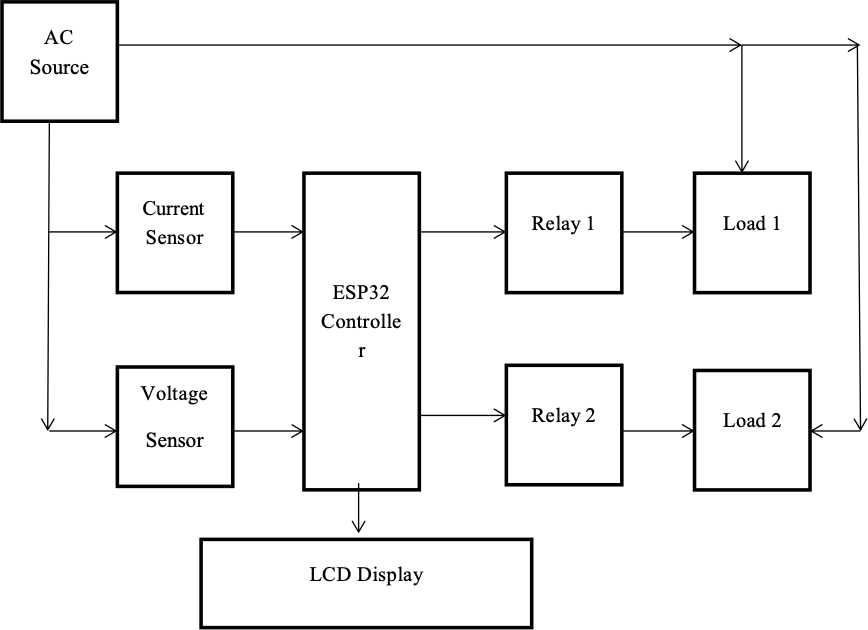 AC
Source
Current
Sensor
Relay 1
Load 1
ESP32
Controlle
r
Voltage
Sensor
Relay 2
Load 2
LCD Display